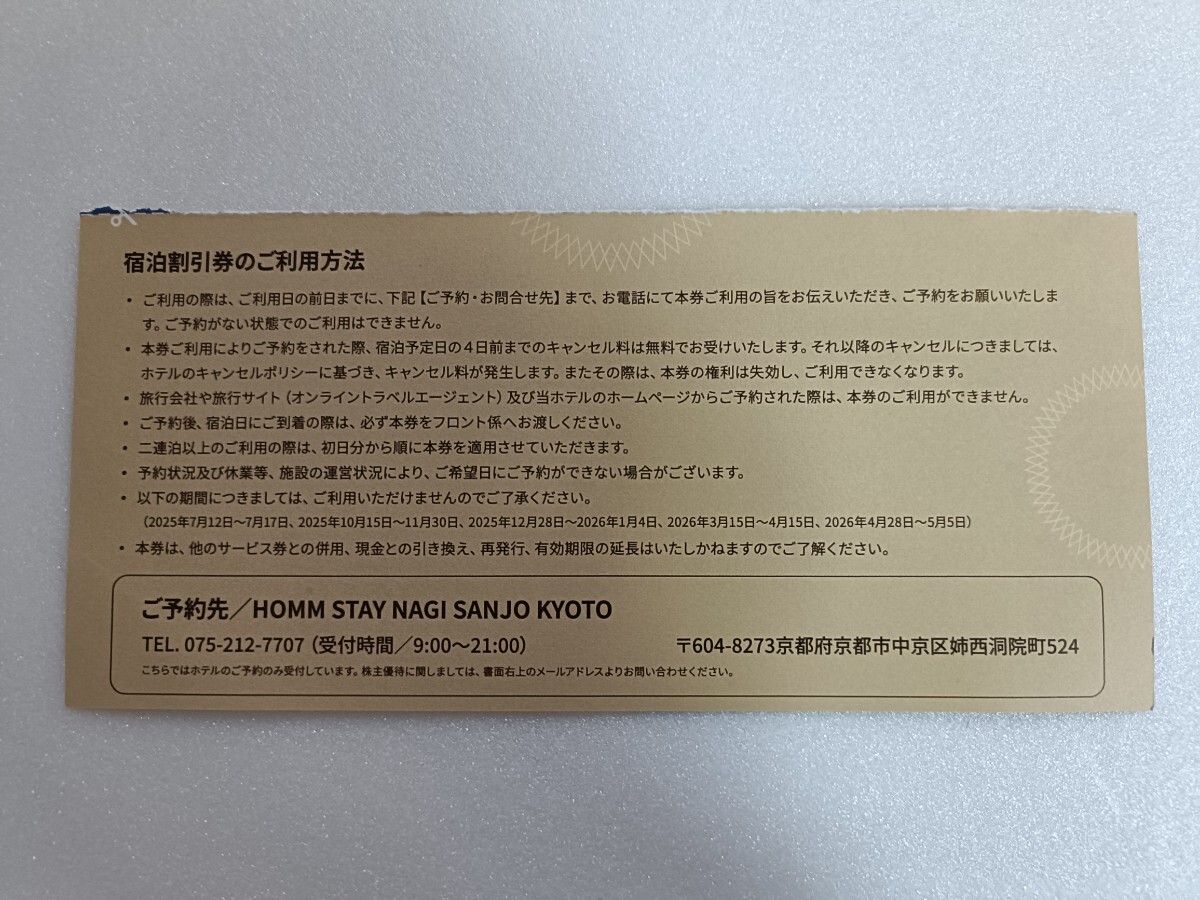 宿泊割引券のご利用方法
• ご利用の際は、ご利用日の前日までに、下記【ご予約・お問合せ先】まで、お電話にて本券ご利用の旨をお伝えいただき、ご予約をお願いいたしま
す。ご予約がない状態でのご利用はできません。
• 本券ご利用によりご予約をされた際、宿泊予定日の4日前までのキャンセル料は無料でお受けいたします。それ以降のキャンセルにつきましては、
ホテルのキャンセルポリシーに基づき、キャンセル料が発生します。またその際は、本券の権利は失効し、ご利用できなくなります。
• 旅行会社や旅行サイト（オンライントラベルエージェント）及び当ホテルのホームページからご予約された際は、本券のご利用ができません。
• ご予約後、宿泊日にご到着の際は、必ず本券をフロント係へお渡しください。
• 二連泊以上のご利用の際は、初日分から順に本券を適用させていただきます。
• 予約状況及び休業等、施設の運営状況により、ご希望日にご予約ができない場合がございます。
• 以下の期間につきましては、ご利用いただけませんのでご了承ください。
（2025年7月12日～7月17日、2025年10月15日～11月30日、2025年12月28日～2026年1月4日、2026年3月15日～4月15日、2026年4月28日～5月5日）
• 本券は、他のサービス券との併用、現金との引き換え、再発行、有効期限の延長はいたしかねますのでご了解ください。
ご予約先／HOMM STAY NAGI SANJO KYOTO
TEL. 075-212-7707（受付時間／9:00～21:00）
〒604-8273京都府京都市中京区姉西洞院町524
こちらではホテルのご予約のみ受付しています。株主優待に関しましては、書面右上のメールアドレスよりお問い合わせください。